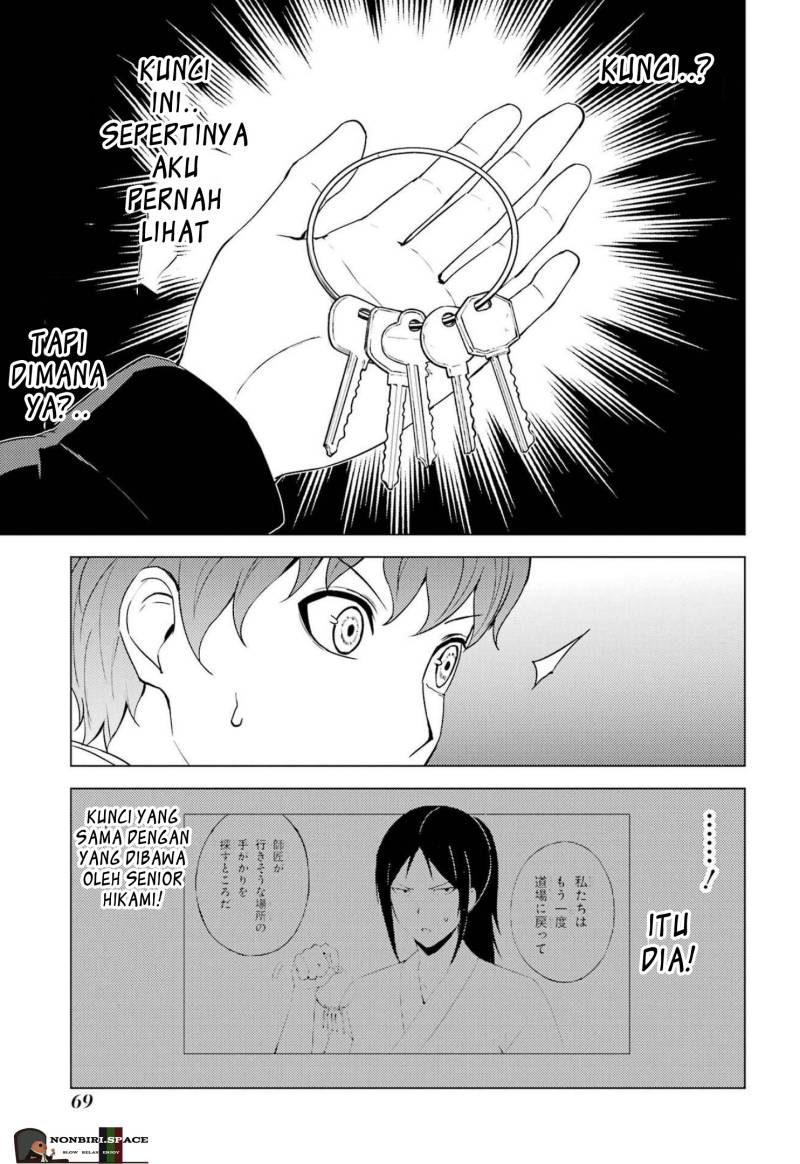 KUNCI..?
KUNCI
INI..
SEPERTINYA
AKU
PERNAH
LIHAT
TAPI
DIMANA
YA?..
......!
ITU
DIA!
私たちは
もう一度
道場に戻って
師匠が
行きそうな場所の
手がかりを
探すところだ
KUNCI YANG
SAMA DENGAN
YANG DIBAWA
OLEH SENIOR
HIKAMI!
69
NONBIRI.SPACE
SLOW RELAX ENJOY